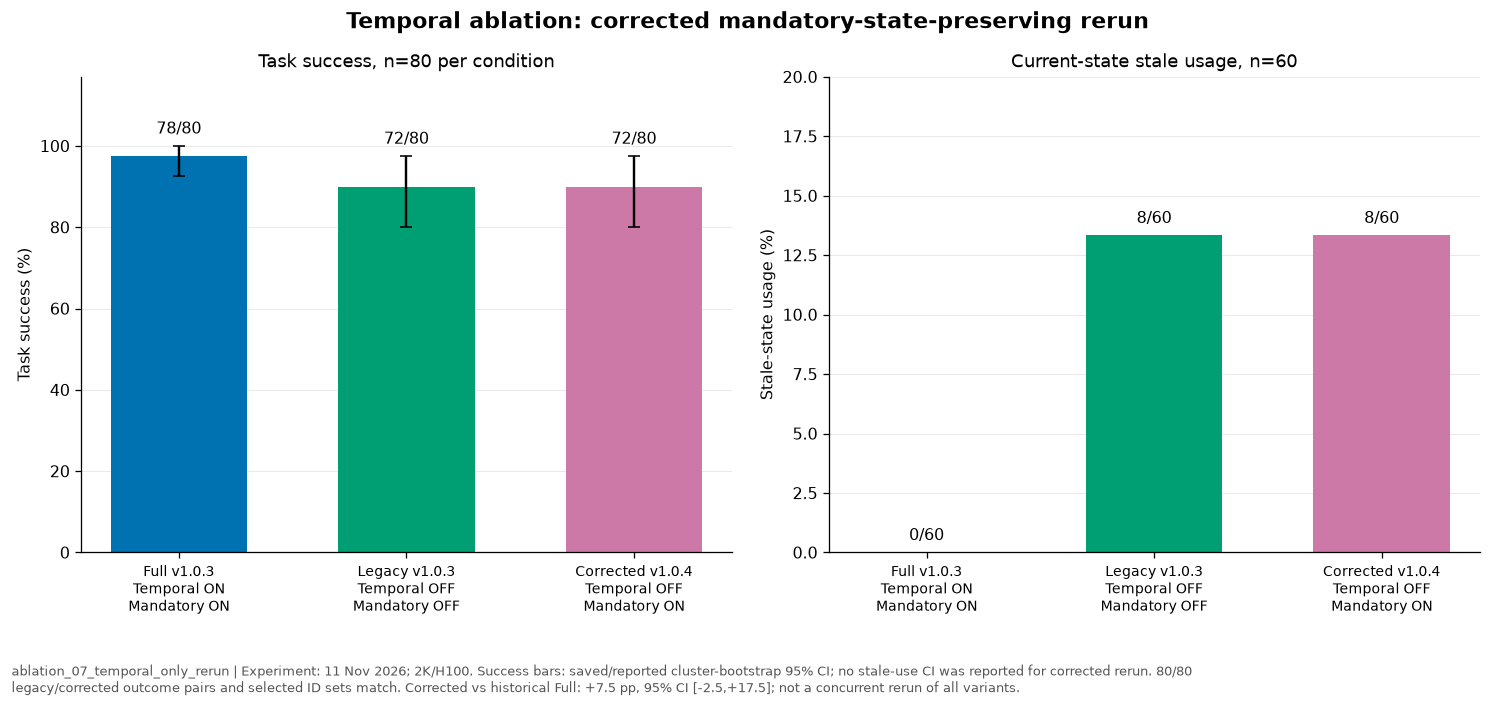 Temporal ablation: corrected mandatory-state-preserving rerun
Task success, n=80 per condition
Task success (%)
100
80
60
40
20
0
78/80
72/80
72/80
Full v1.0.3
Temporal ON
Mandatory ON
Legacy v1.0.3
Temporal OFF
Mandatory OFF
Corrected v1.0.4
Temporal OFF
Mandatory ON
Current-state stale usage, n=60
Stale-state usage (%)
20.0
17.5
15.0
12.5
10.0
7.5
5.0
2.5
0.0
0/60
8/60
8/60
Full v1.0.3
Temporal ON
Mandatory ON
Legacy v1.0.3
Temporal OFF
Mandatory OFF
Corrected v1.0.4
Temporal OFF
Mandatory ON
ablation_07_temporal_only_rerun | Experiment: 11 Nov 2026; 2K/H100. Success bars: saved/reported cluster-bootstrap 95% CI; no stale-use CI was reported for corrected rerun. 80/80
legacy/corrected outcome pairs and selected ID sets match. Corrected vs historical Full: +7.5 pp, 95% CI [-2.5,+17.5]; not a concurrent rerun of all variants.